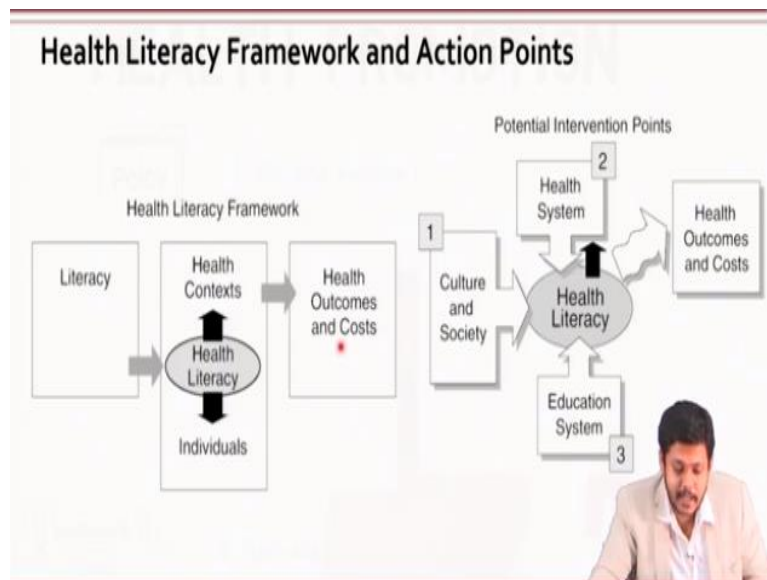 Health Literacy Framework and Action Points
Health Literacy Framework
Literacy
Health
Contexts
Health
Literacy
Individuals
Health
Outcomes
and Costs
Potential Intervention Points
1
Culture
and
Society
2
Health
System
Health
Literacy
Education
System
3
Health
Outcomes
and Costs